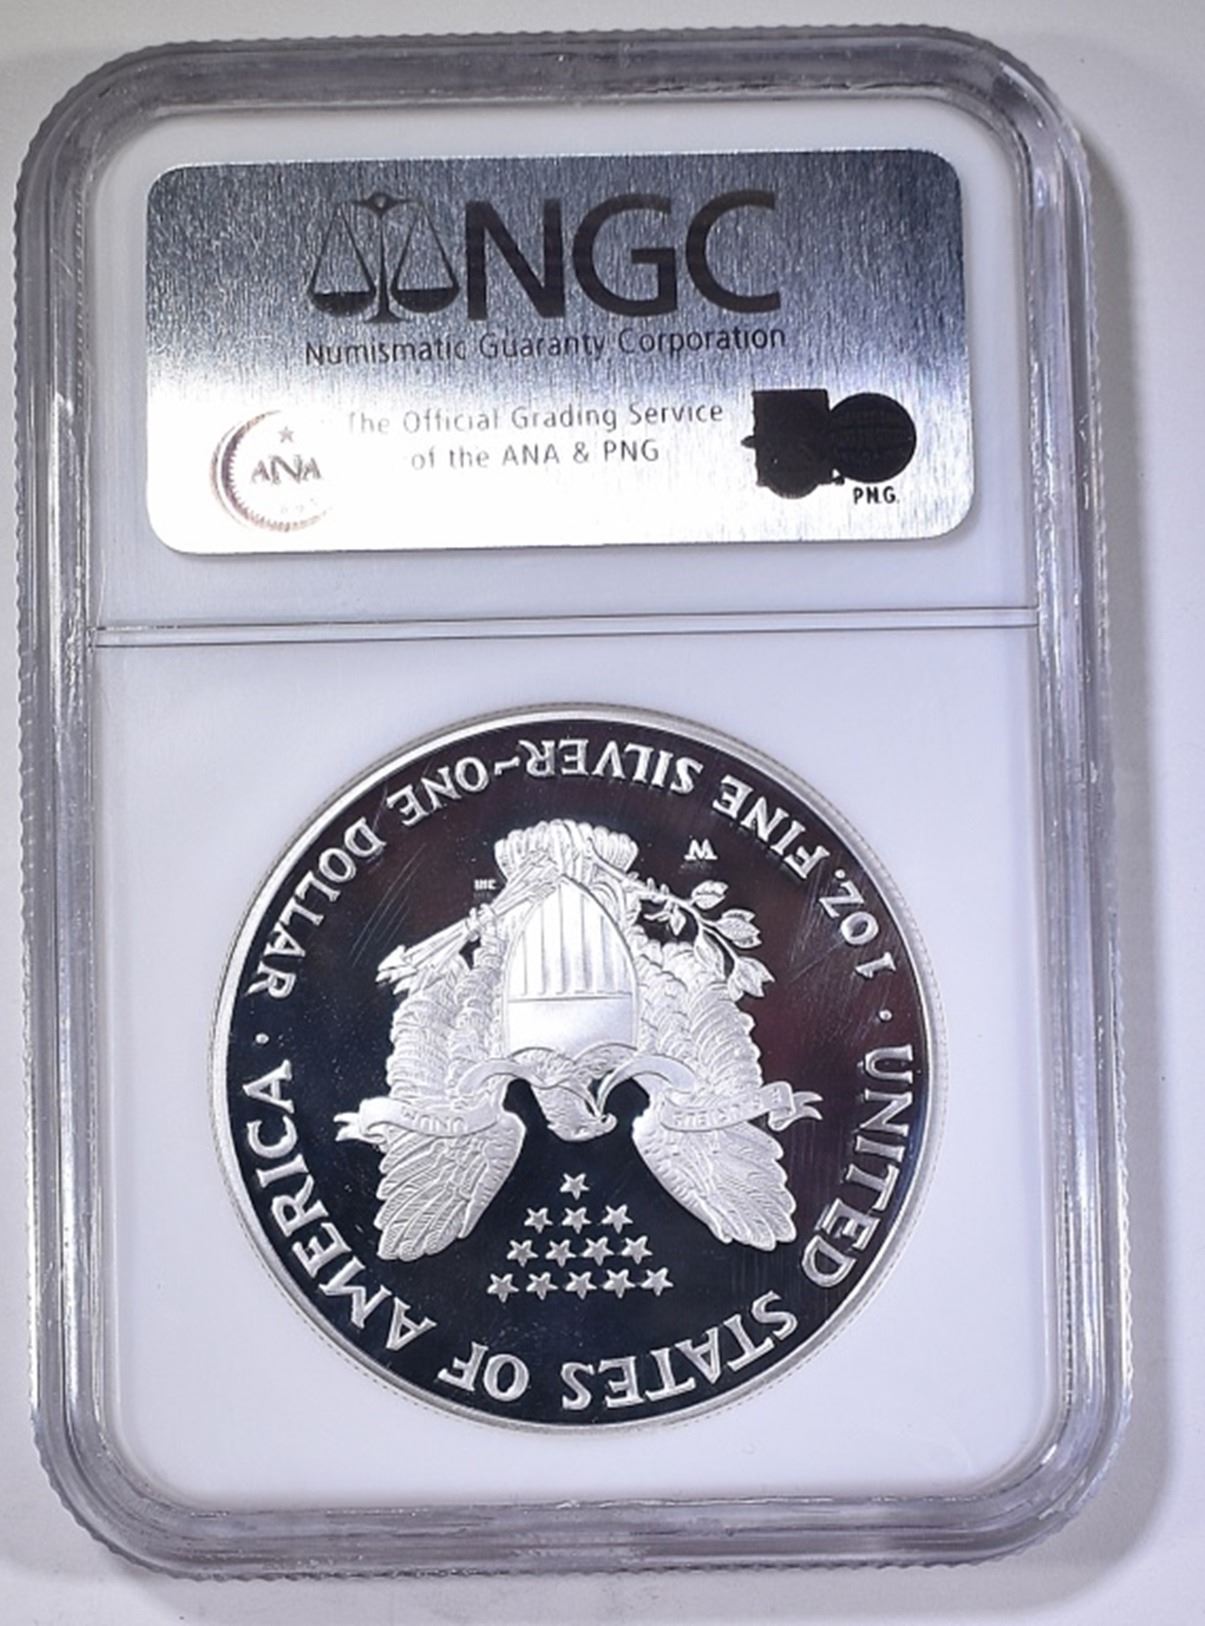 NGC
Numismatic Guaranty Corporation
The Official Grading Service
of the ANA & PNG
ANA
P.N.G.
UNITED STATES OF AMERICA
· 1 OZ. FINE SILVER~ONE DOLLAR ·
W